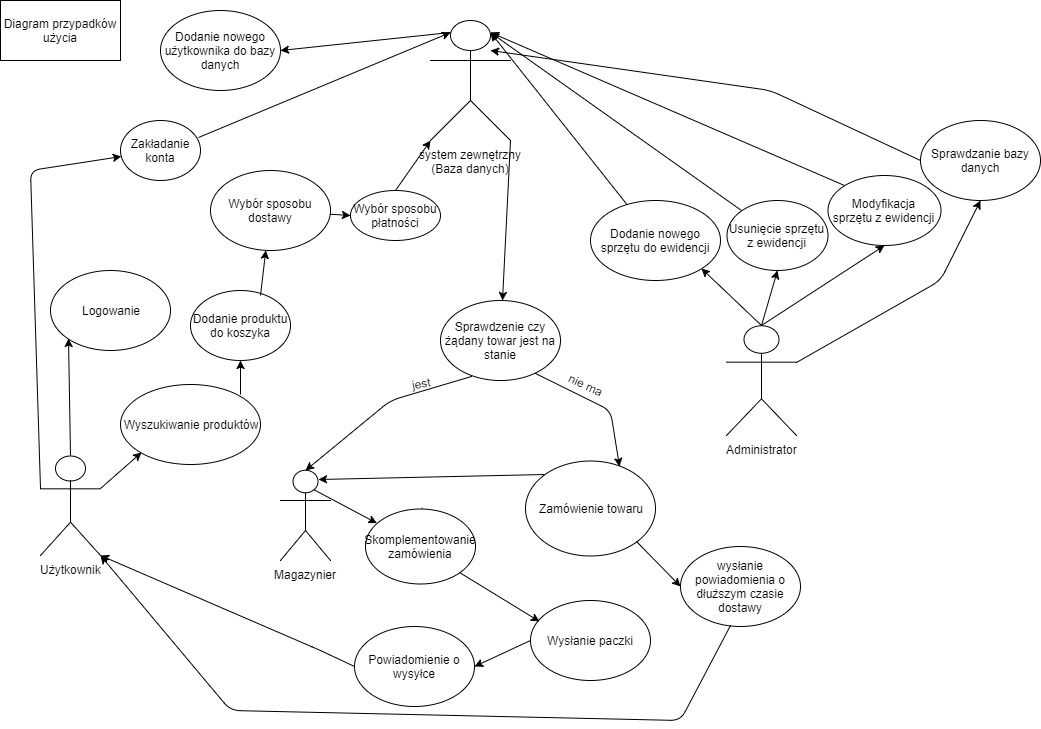 Diagram przypadków
użycia
Dodanie nowego
użytkownika do bazy
danych
Zakładanie
konta
system zewnętrzny
(Baza danych)
Sprawdzanie bazy
danych
Wybór sposobu
dostawy
Wybór sposobu
płatności
Modyfikacja
sprzętu z ewidencji
Dodanie nowego
sprzętu do ewidencji
Usunięcie sprzętu
z ewidencji
Logowanie
Dodanie produktu
do koszyka
Sprawdzenie czy
żądany towar jest na
stanie
jest
nie ma
Wyszukiwanie produktów
Administrator
Zamówienie towaru
Skomplementowanie
zamówienia
Użytkownik
Magazynier
wysłanie
powiadomienia o
dłuższym czasie
dostawy
Wysłanie paczki
Powiadomienie o
wysyłce